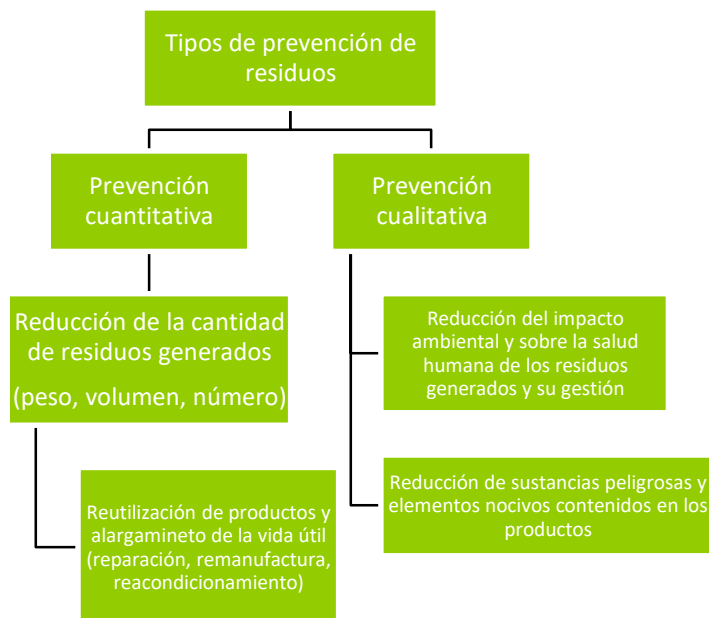 Tipos de prevención de
residuos
Prevención
cuantitativa
Prevención
cualitativa
Reducción de la cantidad
de residuos generados
(peso, volumen, número)
Reutilización de productos y
alargamineto de la vida útil
(reparación, remanufactura,
reacondicionamiento)
Reducción del impacto
ambiental y sobre la salud
humana de los residuos
generados y su gestión
Reducción de sustancias peligrosas y
elementos nocivos contenidos en los
productos